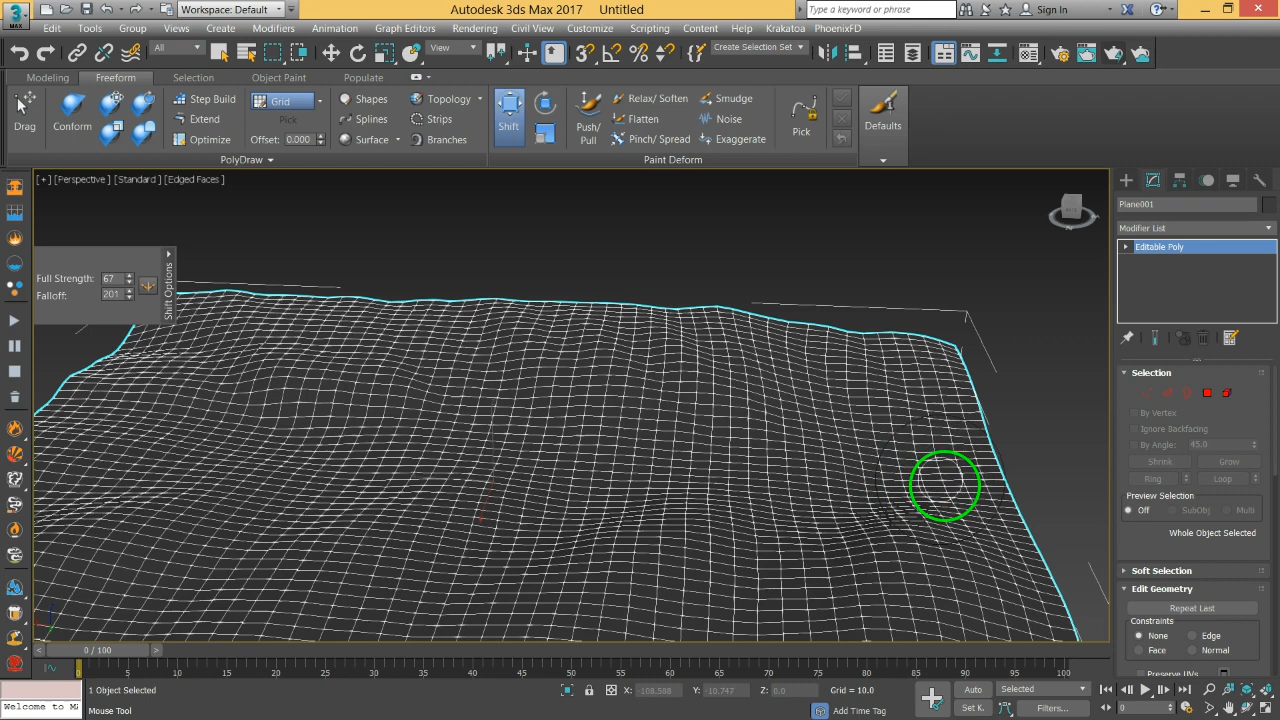 3
MAX
Workspace: Default
Autodesk 3ds Max 2017 Untitled
Type a keyword or phrase
Sign In
Edit Tools Group Views Create Modifiers Animation Graph Editors Rendering Civil View Customize Scripting Content Help Krakatoa PhoenixFD
All
View
Create Selection Set
Modeling Freeform Selection Object Paint Populate
Drag
Conform
Step Build
Extend
Optimize
Grid
Pick
Offset: 0.000
Shapes
Splines
Surface
Topology
Strips
Branches
Shift
Push/
Pull
Relax/ Soften
Flatten
Pinch/ Spread
Smudge
Noise
Exaggerate
Pick
Defaults
PolyDraw
Paint Deform
[+] [Perspective] [Standard] [Edged Faces]
Full Strength: 67
Falloff: 201
Shift Options
Plane001
Modifier List
Editable Poly
Selection
By Vertex
Ignore Backfacing
By Angle: 45.0
Shrink Grow
Ring Loop
Preview Selection
Off SubObj Multi
Whole Object Selected
Soft Selection
Edit Geometry
Repeat Last
Constraints
None Edge
Face Normal
Preserve UVs
0 / 100
0 5 10 15 20 25 30 35 40 45 50 55 60 65 70 75 80 85 90 95 100
1 Object Selected
X: -108.588 Y: -10.747 Z: 0.0 Grid = 10.0
Auto Selected
Welcome to M
Mouse Tool
Add Time Tag
Set K. Filters...
0